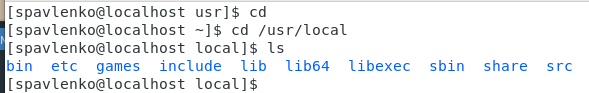 [spavlenko@localhost usr]$ cd
[spavlenko@localhost ~]$ cd /usr/local
[spavlenko@localhost local]$ ls
bin  etc  games  include  lib  lib64  libexec  sbin  share  src
[spavlenko@localhost local]$